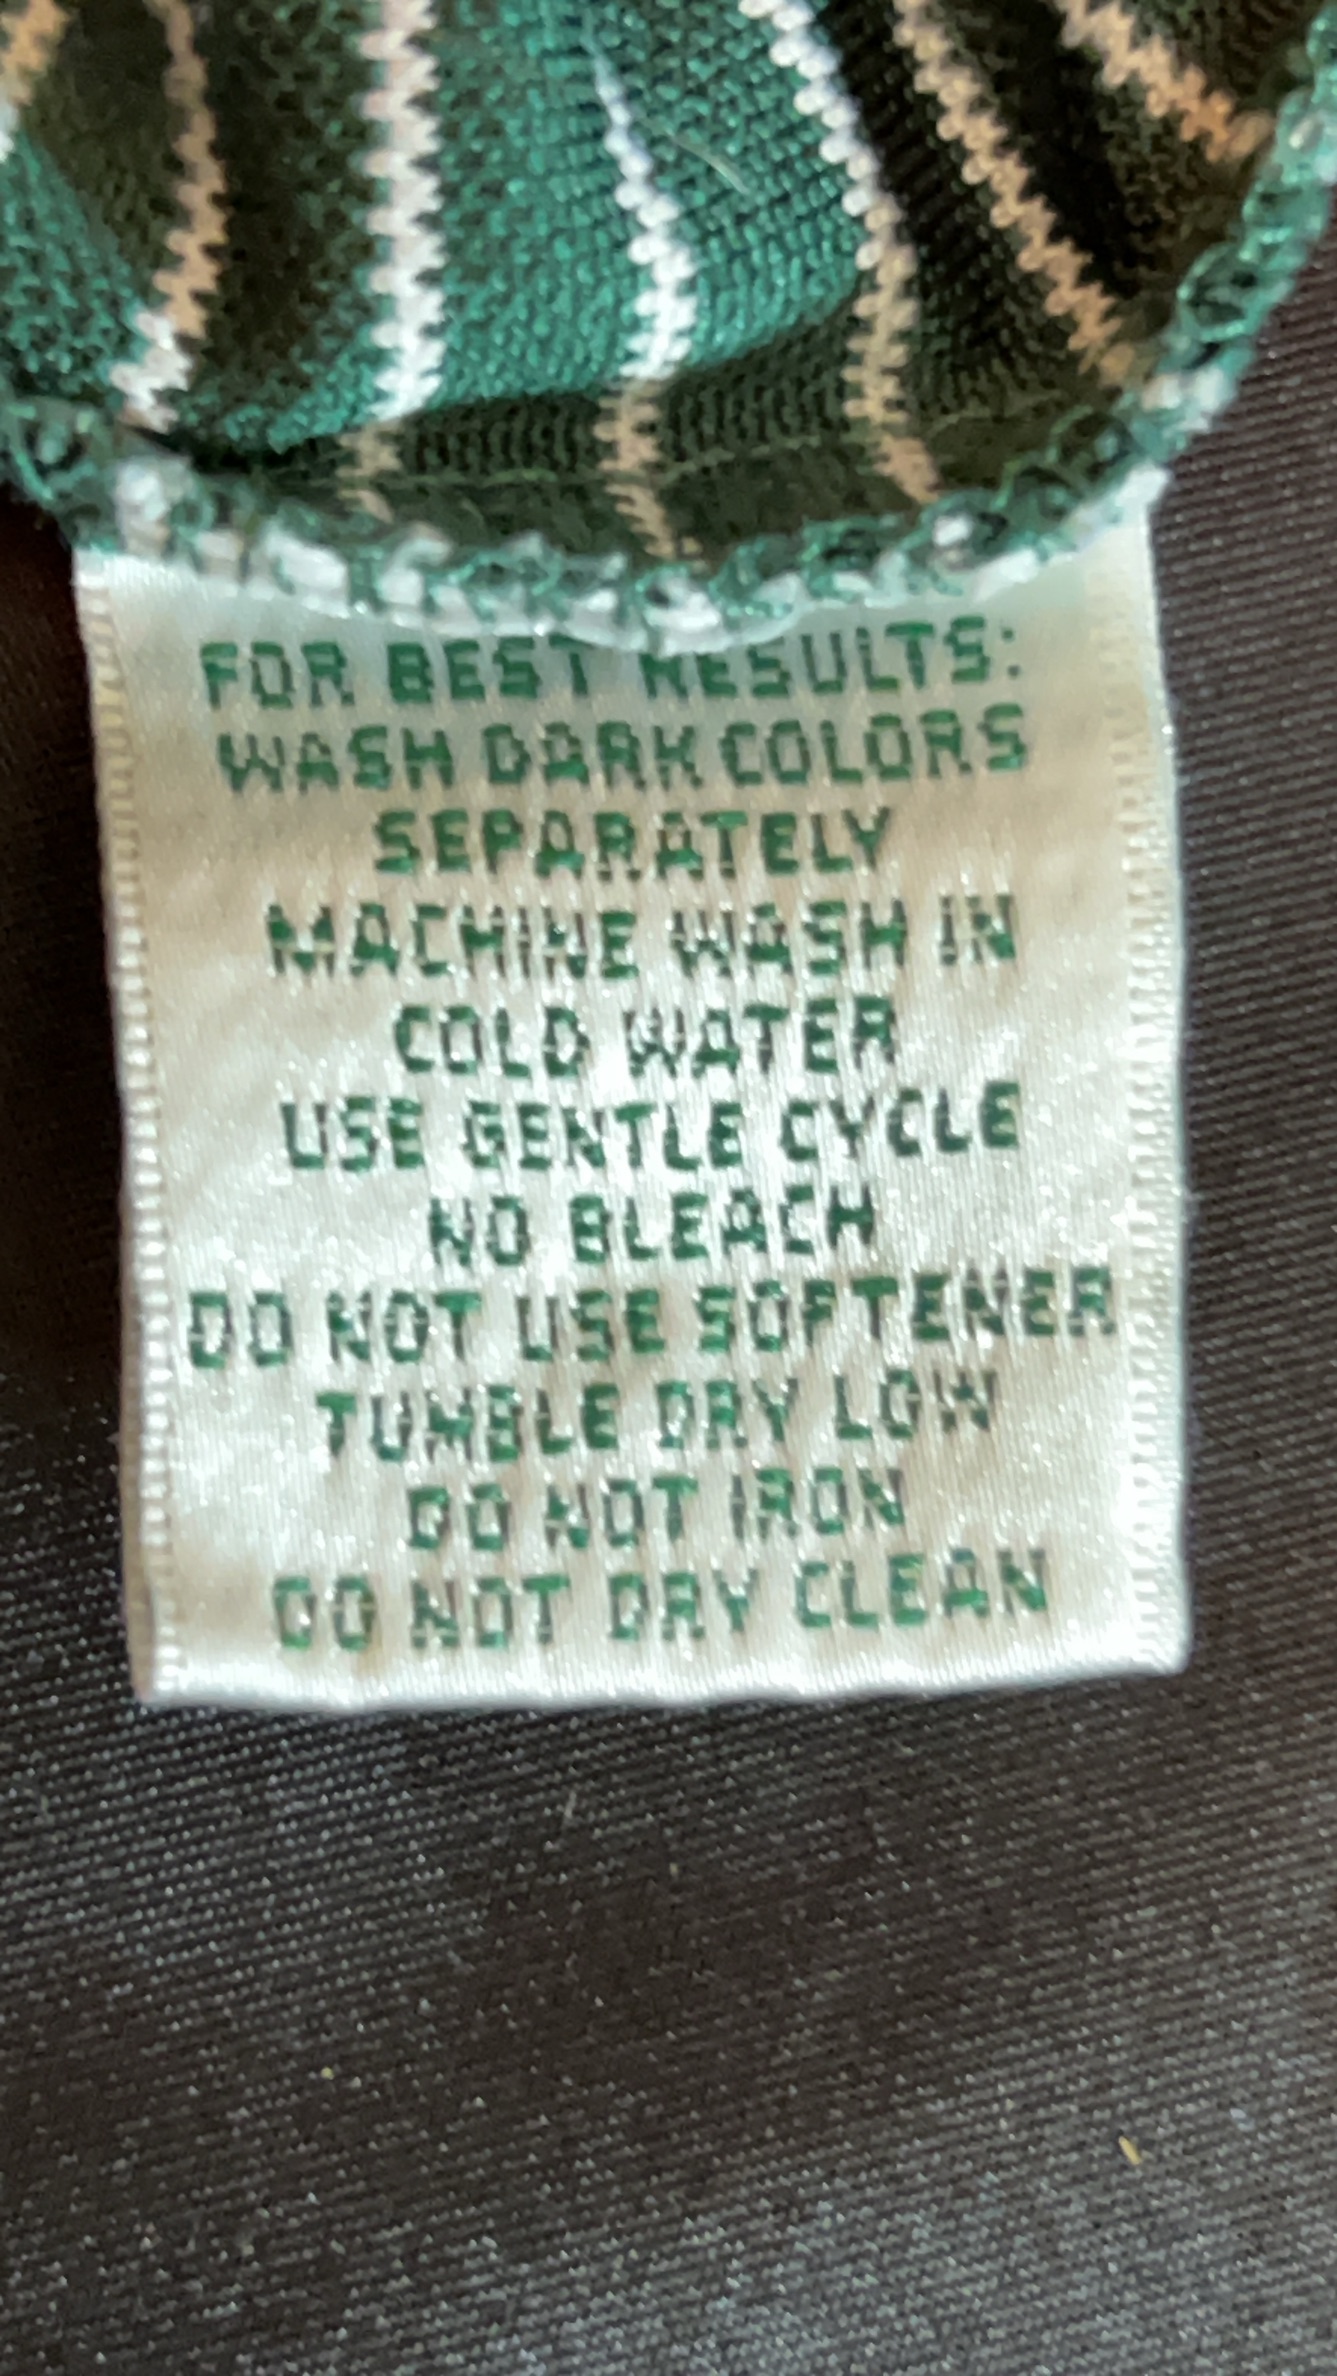 FOR BEST RESULTS:
WASH DARK COLORS
SEPARATELY
MACHINE WASH IN
COLD WATER
USE GENTLE CYCLE
NO BLEACH
DO NOT USE SOFTENER
TUMBLE DRY LOW
DO NOT IRON
DO NOT DRY CLEAN